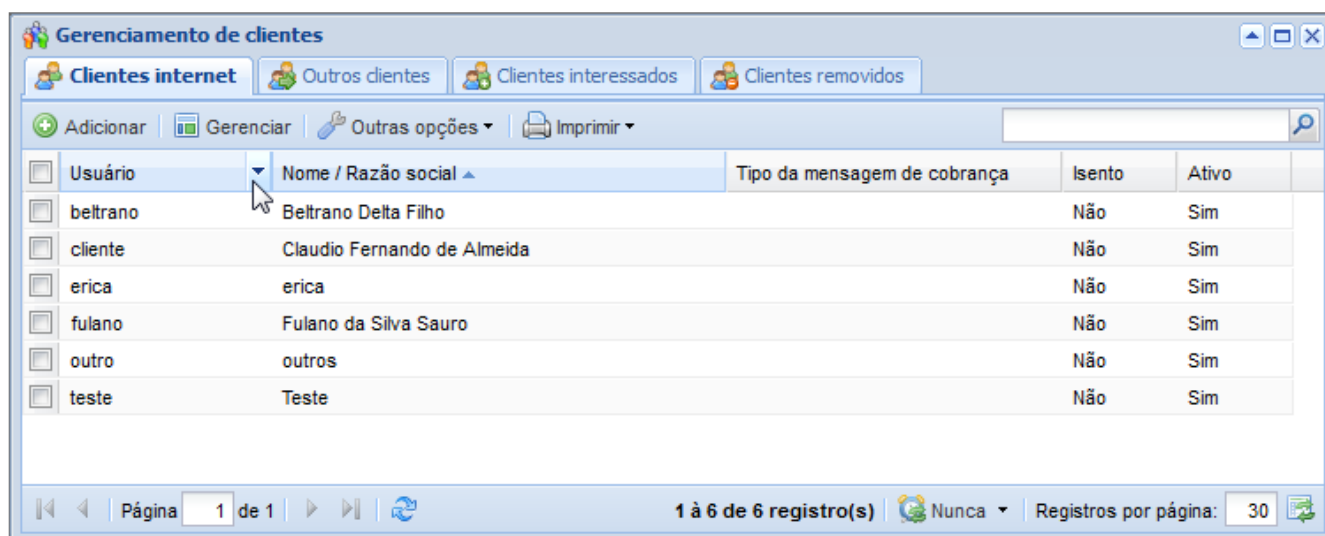 Gerenciamento de clientes
Clientes internet Outros clientes Clientes interessados Clientes removidos
Adicionar Gerenciar Outras opções Imprimir
Usuário Nome / Razão social Tipo da mensagem de cobrança Isento Ativo
beltrano Beltrano Delta Filho Não Sim
cliente Claudio Fernando de Almeida Não Sim
erica erica Não Sim
fulano Fulano da Silva Sauro Não Sim
outro outros Não Sim
teste Teste Não Sim
Página 1 de 1 1 à 6 de 6 registro(s) Nunca Registros por página: 30